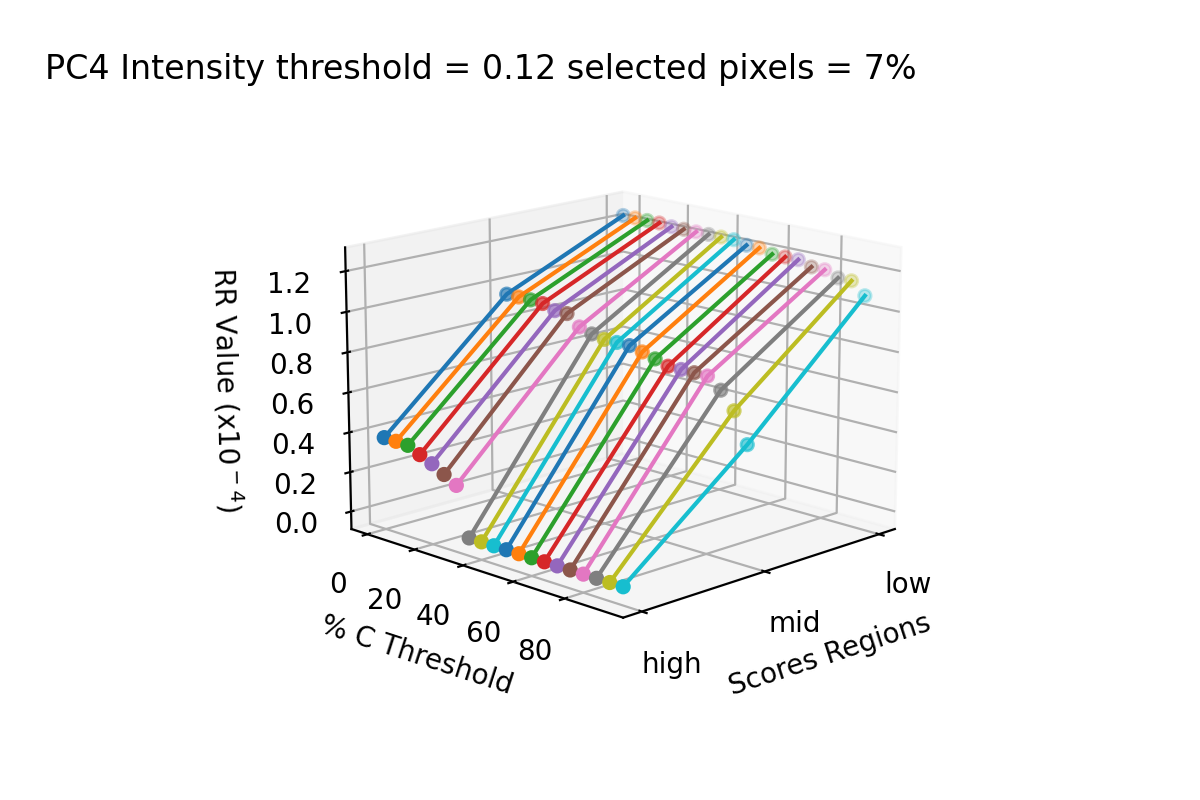 PC4 Intensity threshold = 0.12 selected pixels = 7%
RR Value (x10⁻⁴)
1.2
1.0
0.8
0.6
0.4
0.2
0.0
0
20
40
60
80
% C Threshold
high
mid
low
Scores Regions